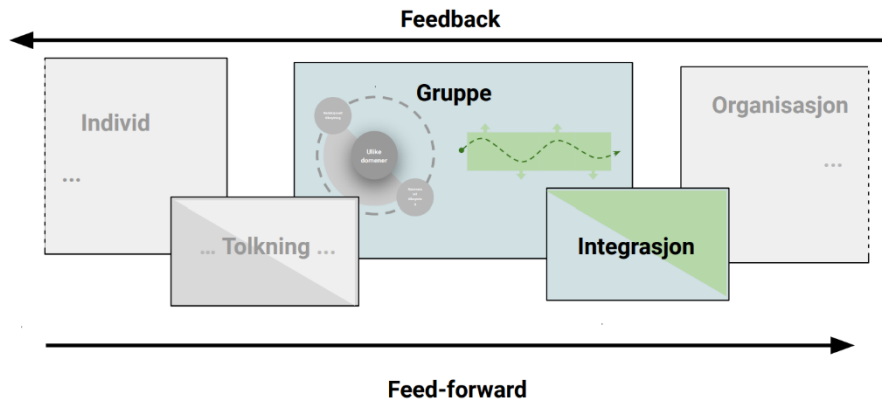 Feedback
Individ
...
Gruppe
Ulike
domener
Organisasjon
...
... Tolkning ...
Integrasjon
Feed-forward